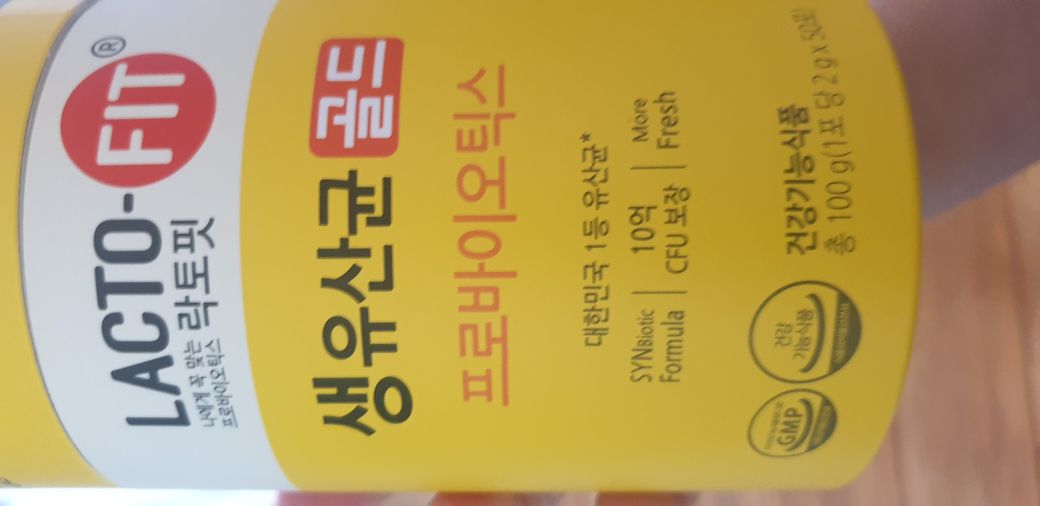 LACTO-FIT®
나에게 꼭 맞는
프로바이오틱스
락토핏
생유산균 골드
프로바이오틱스
대한민국 1등 유산균*
SYNBiotic Formula | 10억 CFU 보장 | More Fresh
GMP
건강
기능식품
건강기능식품
총 100 g(1포 당 2 g x 50포)